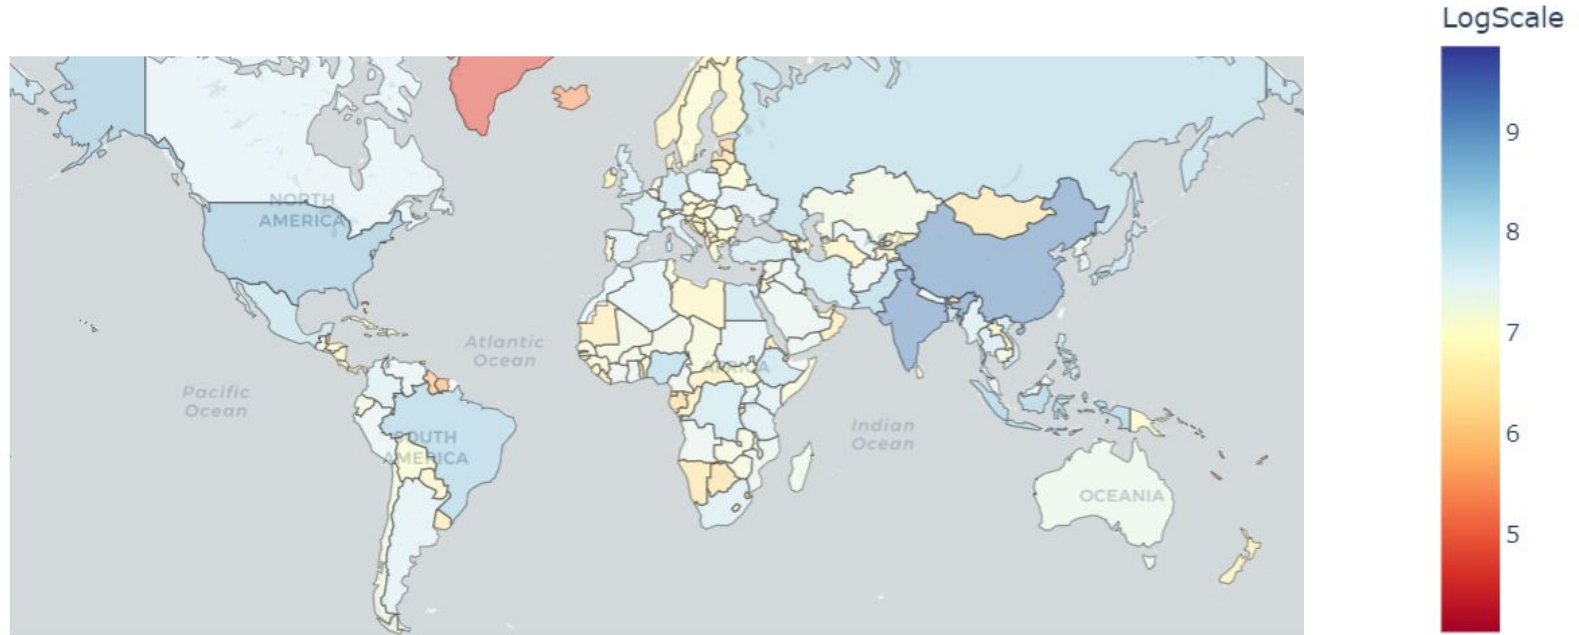 LogScale
9
8
7
6
5
NORTH
AMERICA
Atlantic
Ocean
Pacific
Ocean
AFRICA
SOUTH
AMERICA
Indian
Ocean
OCEANIA